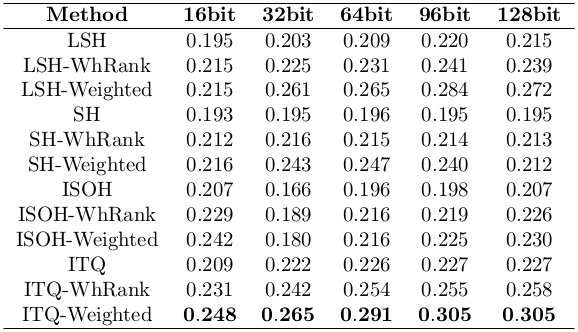 Method 16bit 32bit 64bit 96bit 128bit
LSH 0.195 0.203 0.209 0.220 0.215
LSH-WhRank 0.215 0.225 0.231 0.241 0.239
LSH-Weighted 0.215 0.261 0.265 0.284 0.272
SH 0.193 0.195 0.196 0.195 0.195
SH-WhRank 0.212 0.216 0.215 0.214 0.213
SH-Weighted 0.216 0.243 0.247 0.240 0.212
ISOH 0.207 0.166 0.196 0.198 0.207
ISOH-WhRank 0.229 0.189 0.216 0.219 0.226
ISOH-Weighted 0.242 0.180 0.216 0.225 0.230
ITQ 0.209 0.222 0.226 0.227 0.227
ITQ-WhRank 0.231 0.242 0.254 0.255 0.258
ITQ-Weighted 0.248 0.265 0.291 0.305 0.305